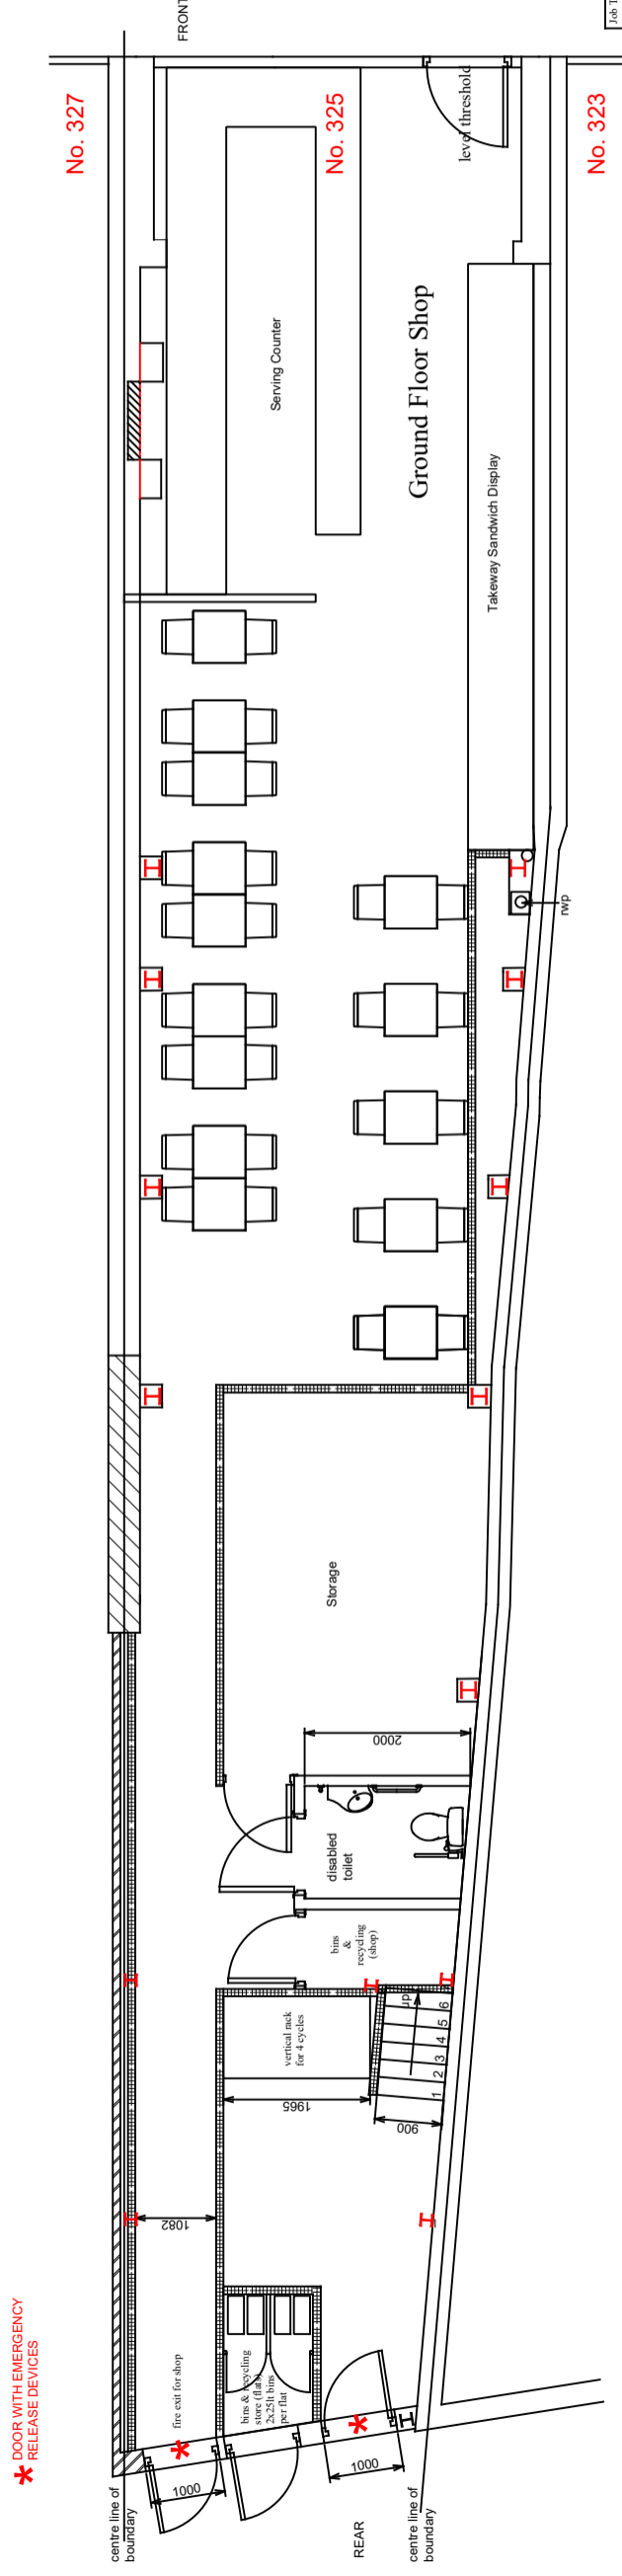 FRONT
Job T
No. 327
No. 325
No. 323
level threshold
Serving Counter
Ground Floor Shop
Takeway Sandwich Display
rwp
Storage
2000
disabled
toilet
bins
&
recycling
(shop)
vertical rack
for 4 cycles
up
1 2 3 4 5 6
1965
900
1082
fire exit for shop
bins & recycling
store (flats)
2x25lt bins
per flat
1000
1000
REAR
centre line of
boundary
centre line of
boundary
* DOOR WITH EMERGENCY
RELEASE DEVICES